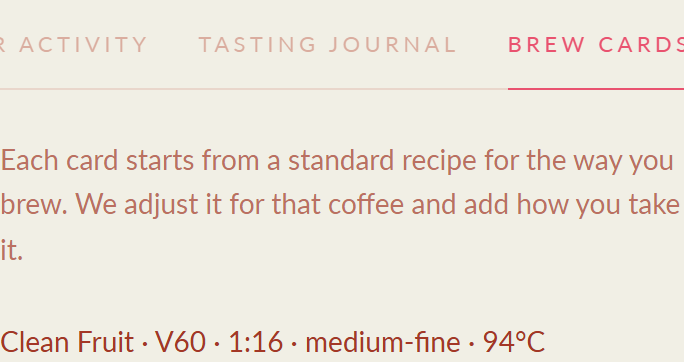 R ACTIVITY TASTING JOURNAL BREW CARDS
Each card starts from a standard recipe for the way you
brew. We adjust it for that coffee and add how you take
it.
Clean Fruit · V60 · 1:16 · medium-fine · 94°C